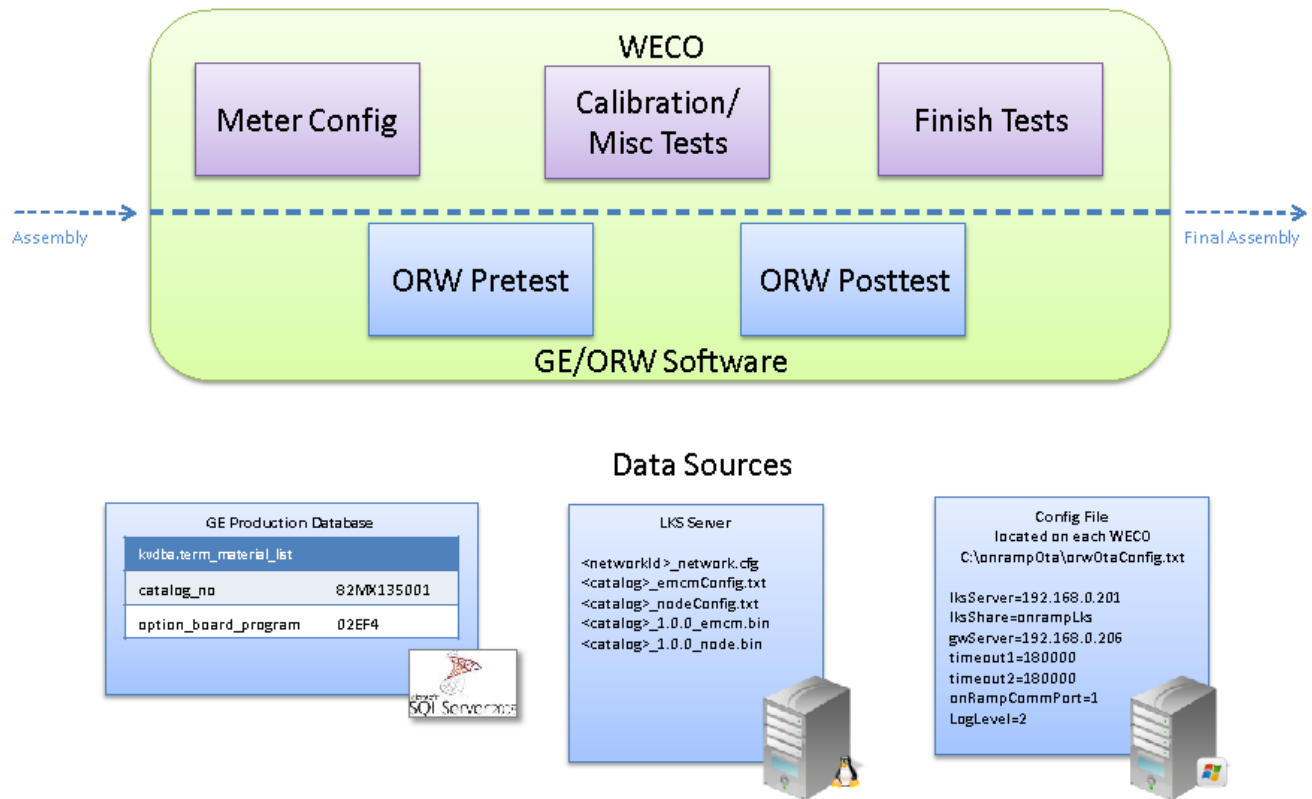 WECO
Meter Config
Calibration/
Misc Tests
Finish Tests
Assembly
Final Assembly
ORW Pretest
ORW Posttest
GE/ORW Software
Data Sources
GE Production Database
kvdba.term_material_list
catalog_no 82MX135001
option_board_program 02EF4
SQL Server
LKS Server
<networkId>_network.cfg
<catalog>_emcmConfig.txt
<catalog>_nodeConfig.txt
<catalog>_1.0.0_emcm.bin
<catalog>_1.0.0_node.bin
Config File
located on each WECO
C:\onrampOta\orwOtaConfig.txt
lksServer=192.168.0.201
lksShare=onrampLks
gwServer=192.168.0.206
timeout1=180000
timeout2=180000
onRampCommPort=1
LogLevel=2